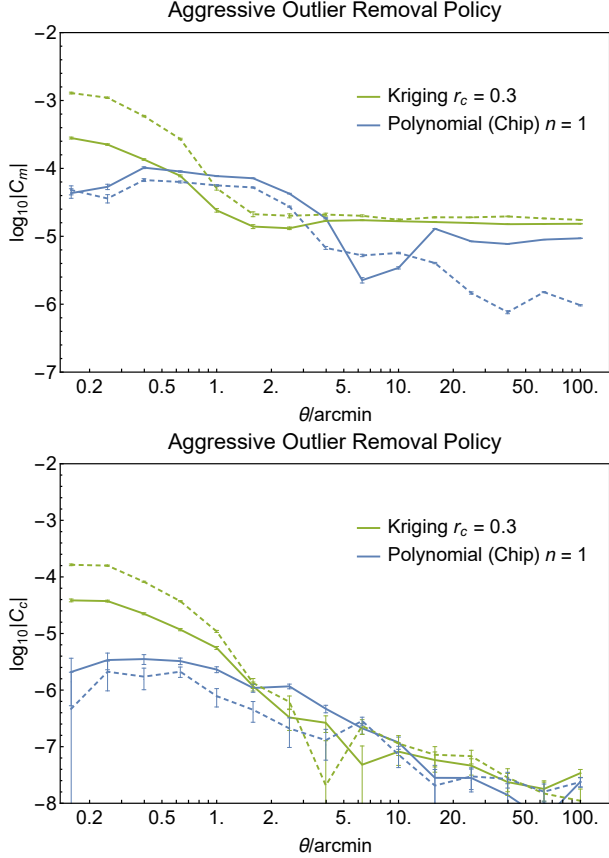 Aggressive Outlier Removal Policy
−2
−3
−4
−5
−6
−7
log₁₀|Cₘ|
Kriging r_c = 0.3
Polynomial (Chip) n = 1
0.2 0.5 1. 2. 5. 10. 20. 50. 100.
θ/arcmin
Aggressive Outlier Removal Policy
−2
−3
−4
−5
−6
−7
−8
log₁₀|C_c|
Kriging r_c = 0.3
Polynomial (Chip) n = 1
0.2 0.5 1. 2. 5. 10. 20. 50. 100.
θ/arcmin